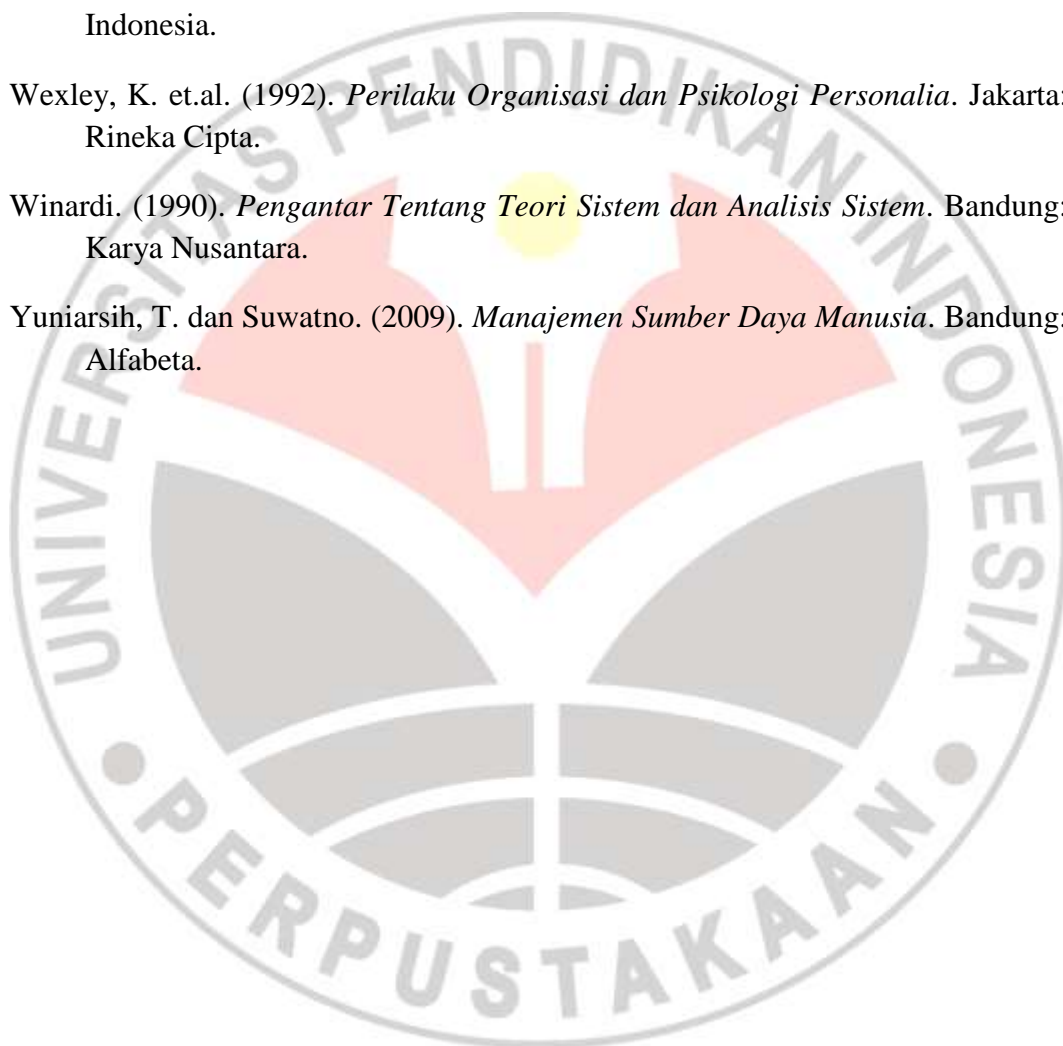 Indonesia.
Wexley, K. et.al. (1992). Perilaku Organisasi dan Psikologi Personalia. Jakarta:
Rineka Cipta.
Winardi. (1990). Pengantar Tentang Teori Sistem dan Analisis Sistem. Bandung:
Karya Nusantara.
Yuniarsih, T. dan Suwatno. (2009). Manajemen Sumber Daya Manusia. Bandung:
Alfabeta.
UNIVERSITAS PENDIDIKAN INDONESIA
PERPUSTAKAAN